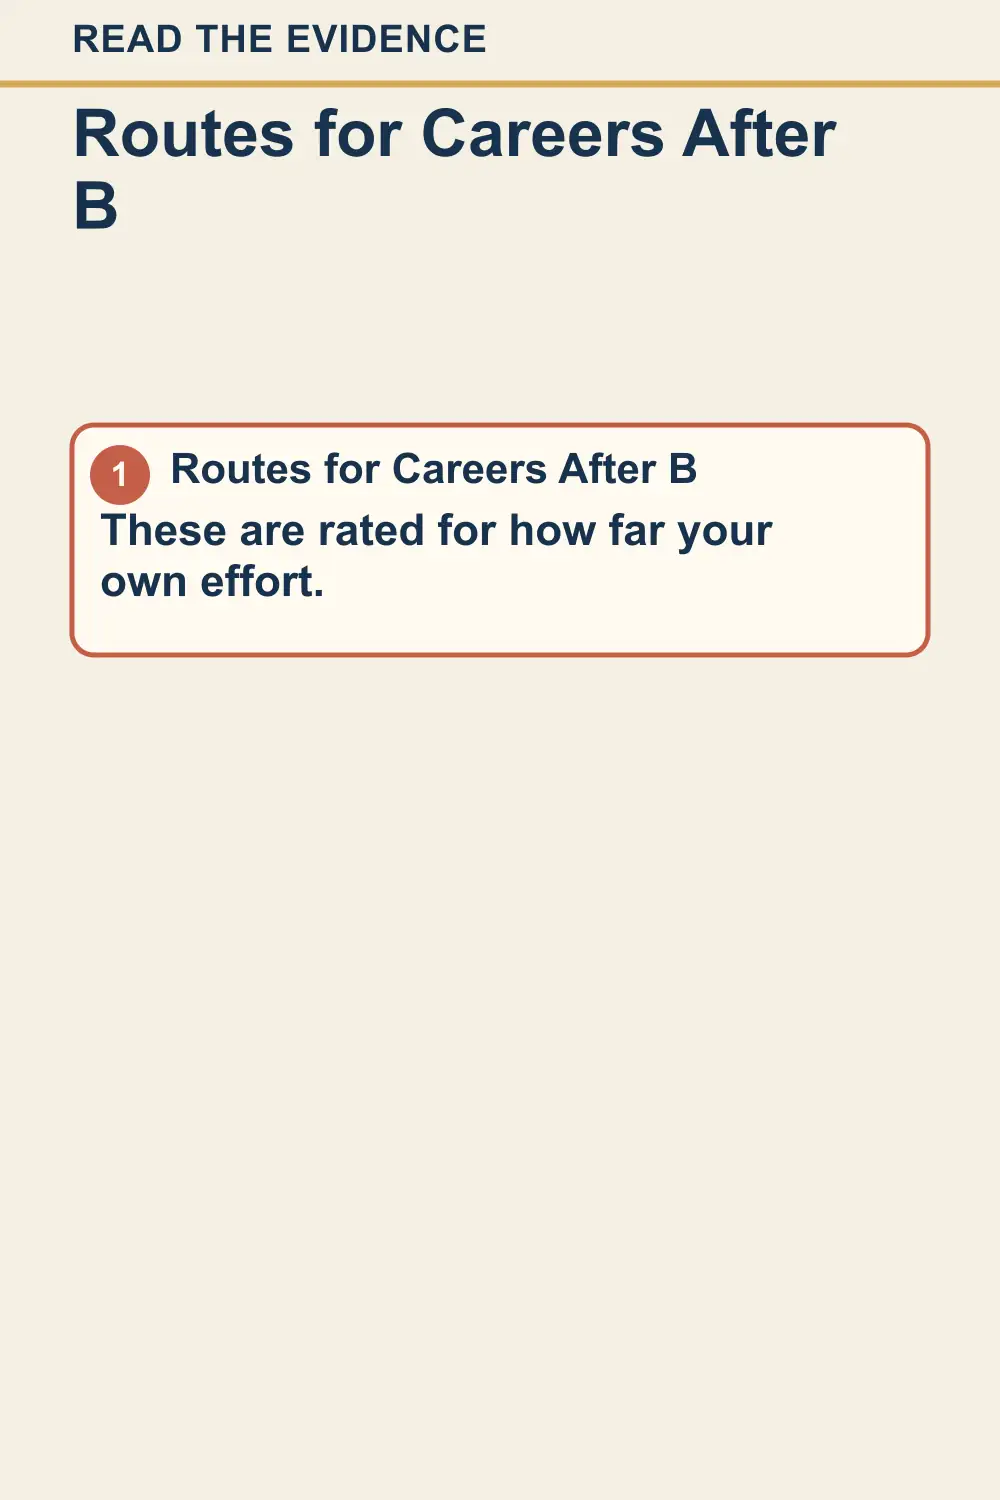 READ THE EVIDENCE
Routes for Careers After
B
1
Routes for Careers After B
These are rated for how far your
own effort.